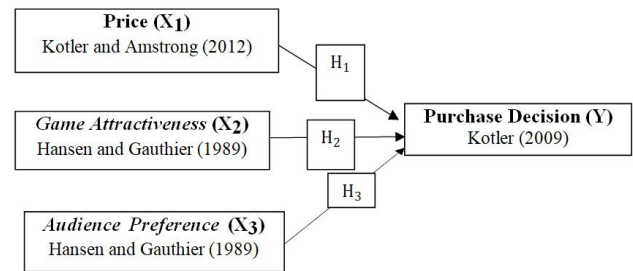 Price (X1)
Kotler and Amstrong (2012)
H1
Game Attractiveness (X2)
Hansen and Gauthier (1989)
H2
Purchase Decision (Y)
Kotler (2009)
H3
Audience Preference (X3)
Hansen and Gauthier (1989)